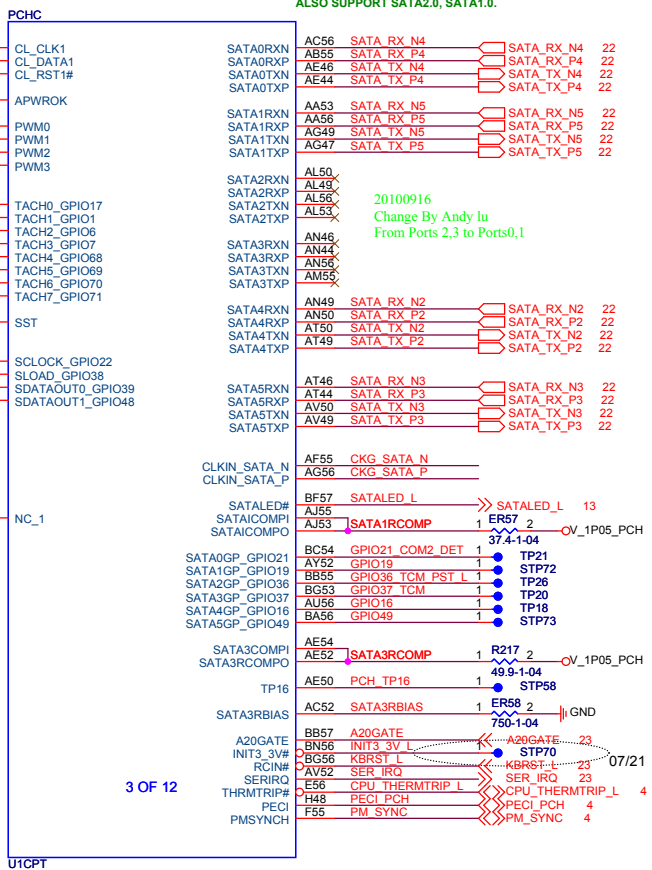 ALSO SUPPORT SATA2.0, SATA1.0.
PCHC
CL_CLK1 SATA0RXN AC56 SATA_RX_N4 SATA_RX_N4 22
CL_DATA1 SATA0RXP AB55 SATA_RX_P4 SATA_RX_P4 22
CL_RST1# SATA0TXN AE46 SATA_TX_N4 SATA_TX_N4 22
SATA0TXP AE44 SATA_TX_P4 SATA_TX_P4 22
APWROK
SATA1RXN AA53 SATA_RX_N5 SATA_RX_N5 22
PWM0 SATA1RXP AA56 SATA_RX_P5 SATA_RX_P5 22
PWM1 SATA1TXN AG49 SATA_TX_N5 SATA_TX_N5 22
PWM2 SATA1TXP AG47 SATA_TX_P5 SATA_TX_P5 22
PWM3
SATA2RXN AL50
SATA2RXP AL49
TACH0_GPIO17 SATA2TXN AL56
TACH1_GPIO1 SATA2TXP AL53
20100916
Change By Andy lu
From Ports 2,3 to Ports0,1
TACH2_GPIO6
TACH3_GPIO7 SATA3RXN AN46
TACH4_GPIO68 SATA3RXP AN44
TACH5_GPIO69 SATA3TXN AN56
TACH6_GPIO70 SATA3TXP AM55
TACH7_GPIO71
SATA4RXN AN49 SATA_RX_N2 SATA_RX_N2 22
SST SATA4RXP AN50 SATA_RX_P2 SATA_RX_P2 22
SATA4TXN AT50 SATA_TX_N2 SATA_TX_N2 22
SATA4TXP AT49 SATA_TX_P2 SATA_TX_P2 22
SCLOCK_GPIO22
SLOAD_GPIO38
SDATAOUT0_GPIO39 SATA5RXN AT46 SATA_RX_N3 SATA_RX_N3 22
SDATAOUT1_GPIO48 SATA5RXP AT44 SATA_RX_P3 SATA_RX_P3 22
SATA5TXN AV50 SATA_TX_N3 SATA_TX_N3 22
SATA5TXP AV49 SATA_TX_P3 SATA_TX_P3 22
CLKIN_SATA_N AF55 CKG_SATA_N
CLKIN_SATA_P AG56 CKG_SATA_P
SATALED# BF57 SATALED_L SATALED_L 13
NC_1 SATAICOMPI AJ55
SATAICOMPO AJ53 SATA1RCOMP 1 ER57 2 V_1P05_PCH
37.4-1-04
SATA0GP_GPIO21 BC54 GPIO21_COM2_DET 1 TP21
SATA1GP_GPIO19 AY52 GPIO19 1 STP72
SATA2GP_GPIO36 BB55 GPIO36_TCM_PST_L 1 TP26
SATA3GP_GPIO37 BG53 GPIO37_TCM 1 TP20
SATA4GP_GPIO16 AU56 GPIO16 1 TP18
SATA5GP_GPIO49 BA56 GPIO49 1 STP73
SATA3COMPI AE54
SATA3RCOMPO AE52 SATA3RCOMP 1 R217 2 V_1P05_PCH
49.9-1-04
TP16 AE50 PCH_TP16 1 STP58
SATA3RBIAS AC52 SATA3RBIAS 1 ER58 2 GND
750-1-04
A20GATE BB57 A20GATE A20GATE 23
INIT3_3V# BN56 INIT3_3V_L 1 STP70
RCIN# BG56 KBRST_L KBRST_L 23
07/21
SERIRQ AV52 SER_IRQ SER_IRQ 23
3 OF 12 THRMTRIP# E56 CPU_THERMTRIP_L CPU_THERMTRIP_L 4
PECI H48 PECI_PCH PECI_PCH 4
PMSYNCH F55 PM_SYNC PM_SYNC 4
U1CPT